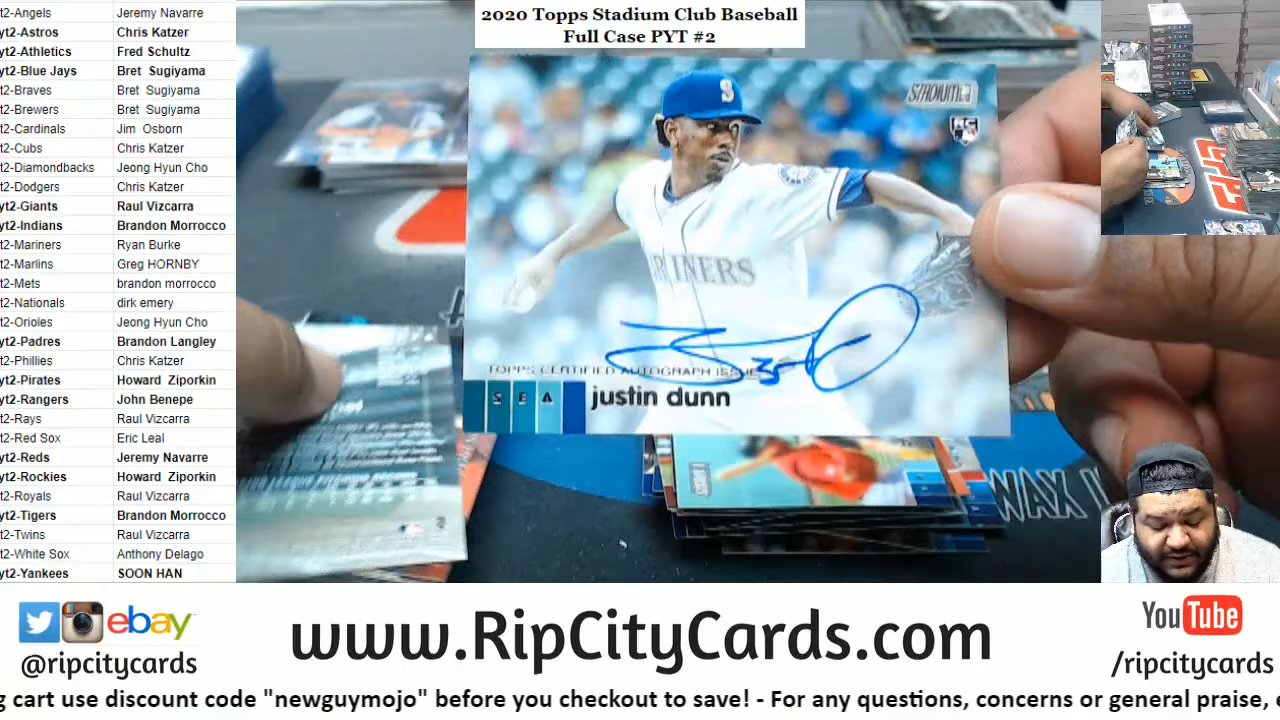 2020 Topps Stadium Club Baseball
Full Case PYT #2
t2-Angels Jeremy Navarre
yt2-Astros Chris Katzer
yt2-Athletics Fred Schultz
yt2-Blue Jays Bret Sugiyama
t2-Braves Bret Sugiyama
t2-Brewers Bret Sugiyama
t2-Cardinals Jim Osborn
t2-Cubs Chris Katzer
t2-Diamondbacks Jeong Hyun Cho
t2-Dodgers Chris Katzer
yt2-Giants Raul Vizcarra
yt2-Indians Brandon Morrocco
t2-Mariners Ryan Burke
t2-Marlins Greg HORNBY
t2-Mets brandon morrocco
t2-Nationals dirk emery
t2-Orioles Jeong Hyun Cho
yt2-Padres Brandon Langley
t2-Phillies Chris Katzer
yt2-Pirates Howard Ziporkin
yt2-Rangers John Benepe
t2-Rays Raul Vizcarra
t2-Red Sox Eric Leal
yt2-Reds Jeremy Navarre
yt2-Rockies Howard Ziporkin
t2-Royals Raul Vizcarra
yt2-Tigers Brandon Morrocco
t2-Twins Raul Vizcarra
t2-White Sox Anthony Delago
yt2-Yankees SOON HAN
STADIUM
RC
S
RINERS
TOPPS CERTIFIED AUTOGRAPH ISSUE
SEA justin dunn
WAX
ebay
@ripcitycards
www.RipCityCards.com
YouTube
/ripcitycards
g cart use discount code "newguymojo" before you checkout to save! - For any questions, concerns or general praise,